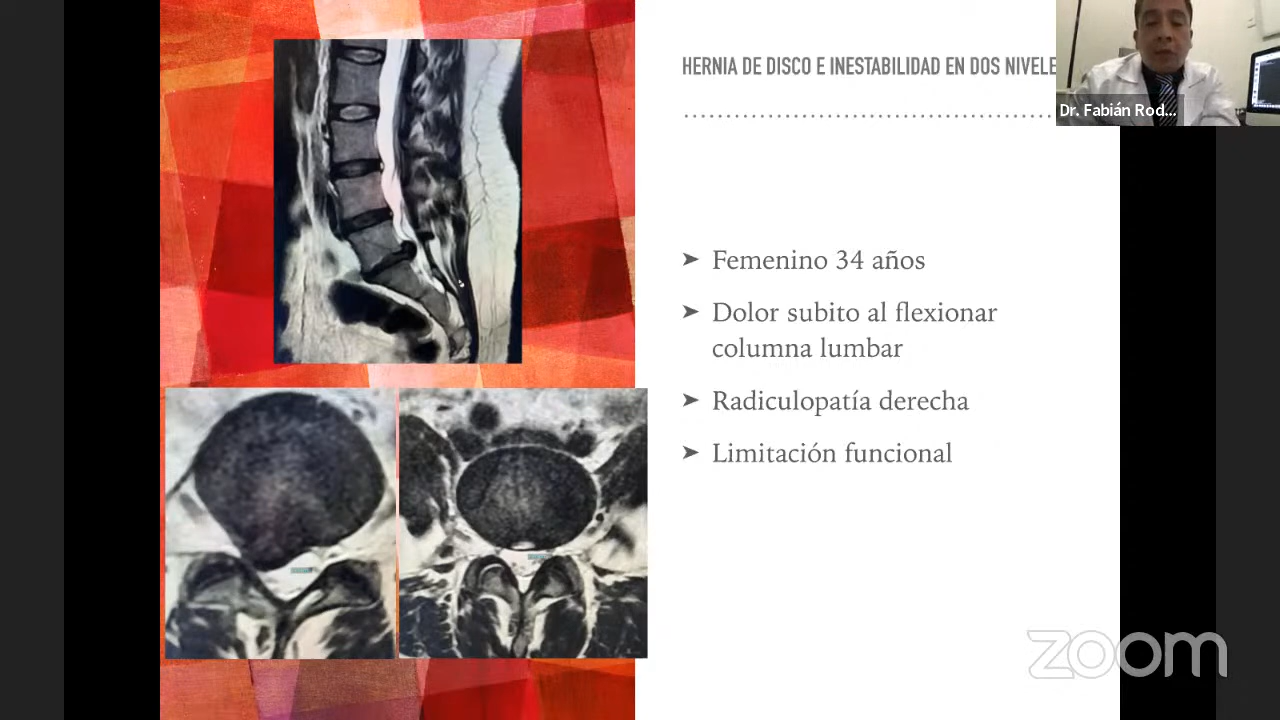 HERNIA DE DISCO E INESTABILIDAD EN DOS NIVELE
Dr. Fabián Rod...
➤ Femenino 34 años
➤ Dolor subito al flexionar
columna lumbar
➤ Radiculopatía derecha
➤ Limitación funcional
zoom